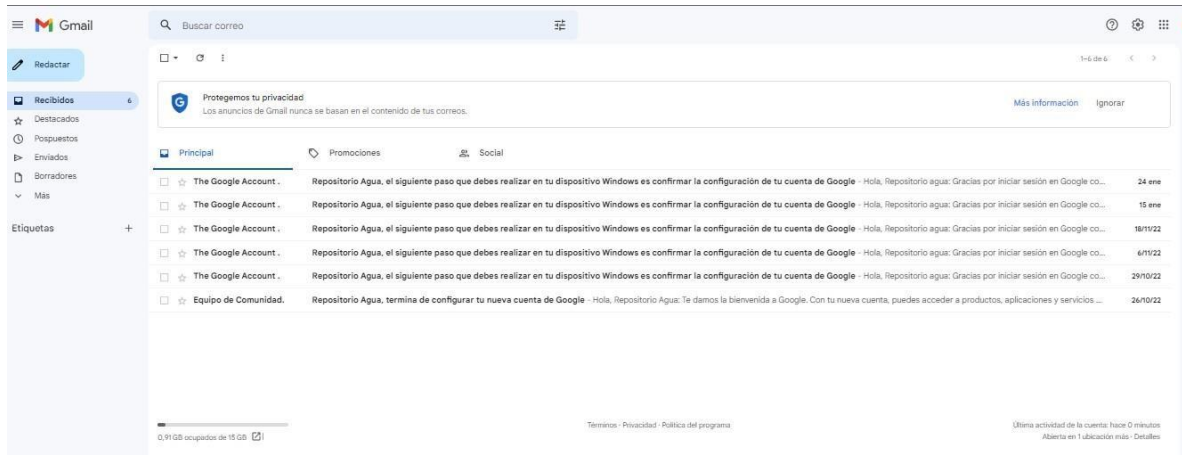 Gmail
Buscar correo
Redactar
1–6 de 6
Recibidos 6
Destacados
Pospuestos
Enviados
Borradores
Más
Etiquetas
Protegemos tu privacidad
Los anuncios de Gmail nunca se basan en el contenido de tus correos.
Más información Ignorar
Principal Promociones Social
The Google Account . Repositorio Agua, el siguiente paso que debes realizar en tu dispositivo Windows es confirmar la configuración de tu cuenta de Google - Hola, Repositorio agua: Gracias por iniciar sesión en Google co... 24 ene
The Google Account . Repositorio Agua, el siguiente paso que debes realizar en tu dispositivo Windows es confirmar la configuración de tu cuenta de Google - Hola, Repositorio agua: Gracias por iniciar sesión en Google co... 15 ene
The Google Account . Repositorio Agua, el siguiente paso que debes realizar en tu dispositivo Windows es confirmar la configuración de tu cuenta de Google - Hola, Repositorio agua: Gracias por iniciar sesión en Google co... 18/11/22
The Google Account . Repositorio Agua, el siguiente paso que debes realizar en tu dispositivo Windows es confirmar la configuración de tu cuenta de Google - Hola, Repositorio agua: Gracias por iniciar sesión en Google co... 6/11/22
The Google Account . Repositorio Agua, el siguiente paso que debes realizar en tu dispositivo Windows es confirmar la configuración de tu cuenta de Google - Hola, Repositorio agua: Gracias por iniciar sesión en Google co... 29/10/22
Equipo de Comunidad. Repositorio Agua, termina de configurar tu nueva cuenta de Google - Hola, Repositorio Agua: Te damos la bienvenida a Google. Con tu nueva cuenta, puedes acceder a productos, aplicaciones y servicios ... 26/10/22
0,91 GB ocupados de 15 GB
Términos · Privacidad · Política del programa
Última actividad de la cuenta: hace 0 minutos
Abierta en 1 ubicación más · Detalles